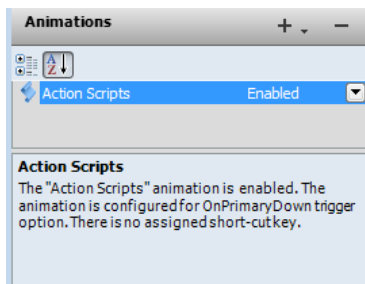 Animations
Action Scripts Enabled
Action Scripts
The "Action Scripts" animation is enabled. The
animation is configured for OnPrimaryDown trigger
option. There is no assigned short-cut key.